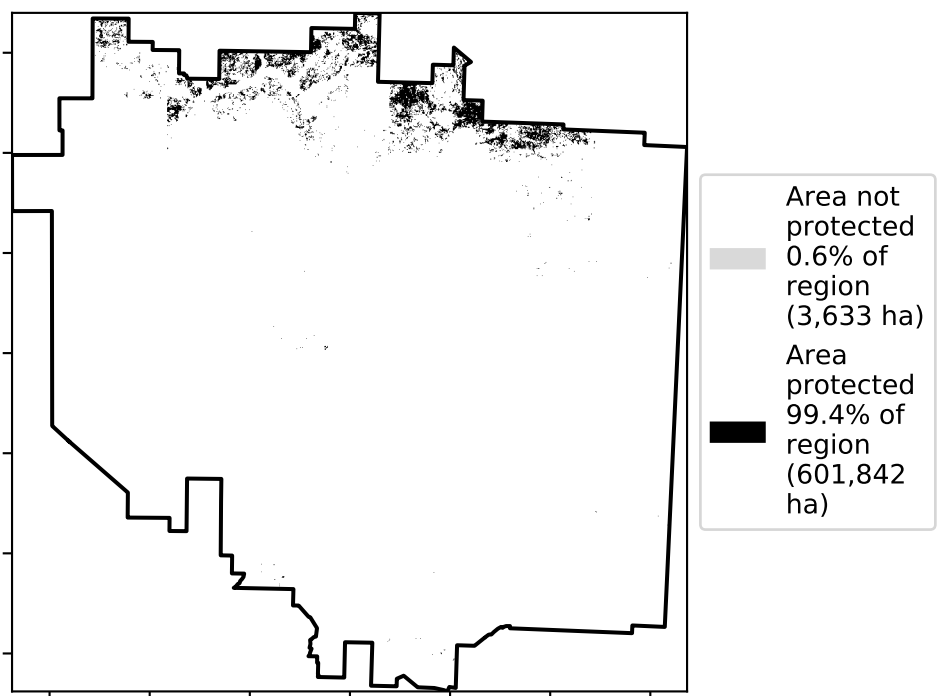 Area not
protected
0.6% of
region
(3,633 ha)
Area
protected
99.4% of
region
(601,842
ha)